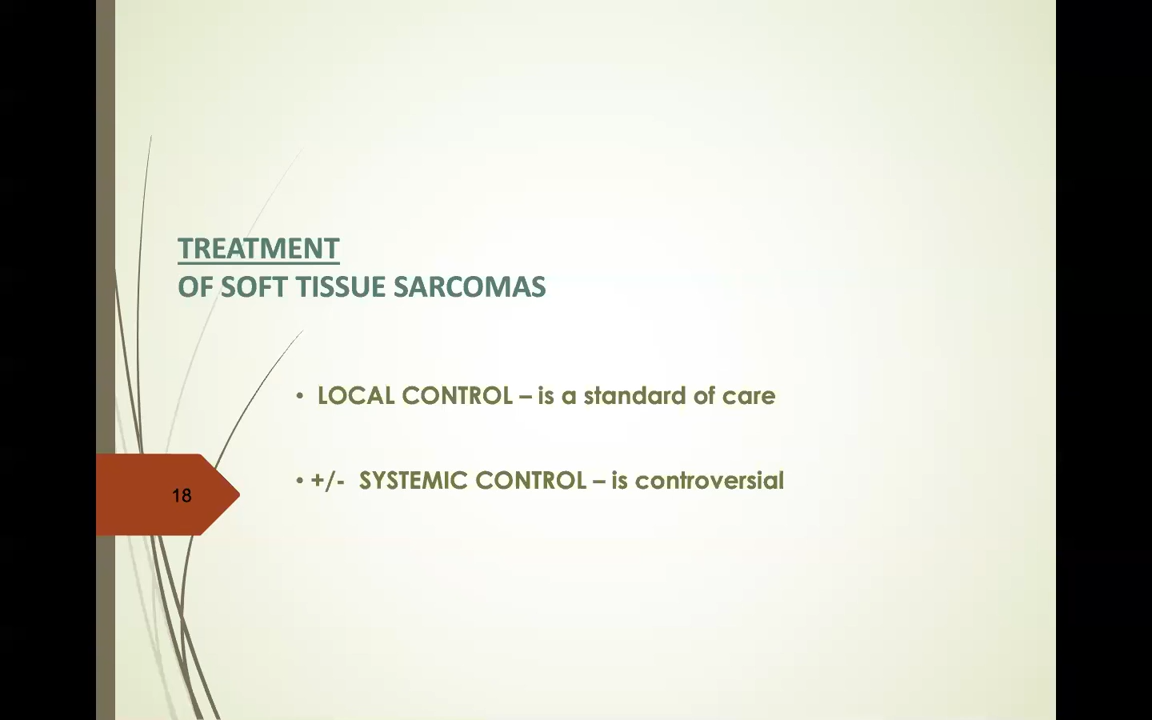 TREATMENT
OF SOFT TISSUE SARCOMAS
• LOCAL CONTROL – is a standard of care
• +/- SYSTEMIC CONTROL – is controversial
18